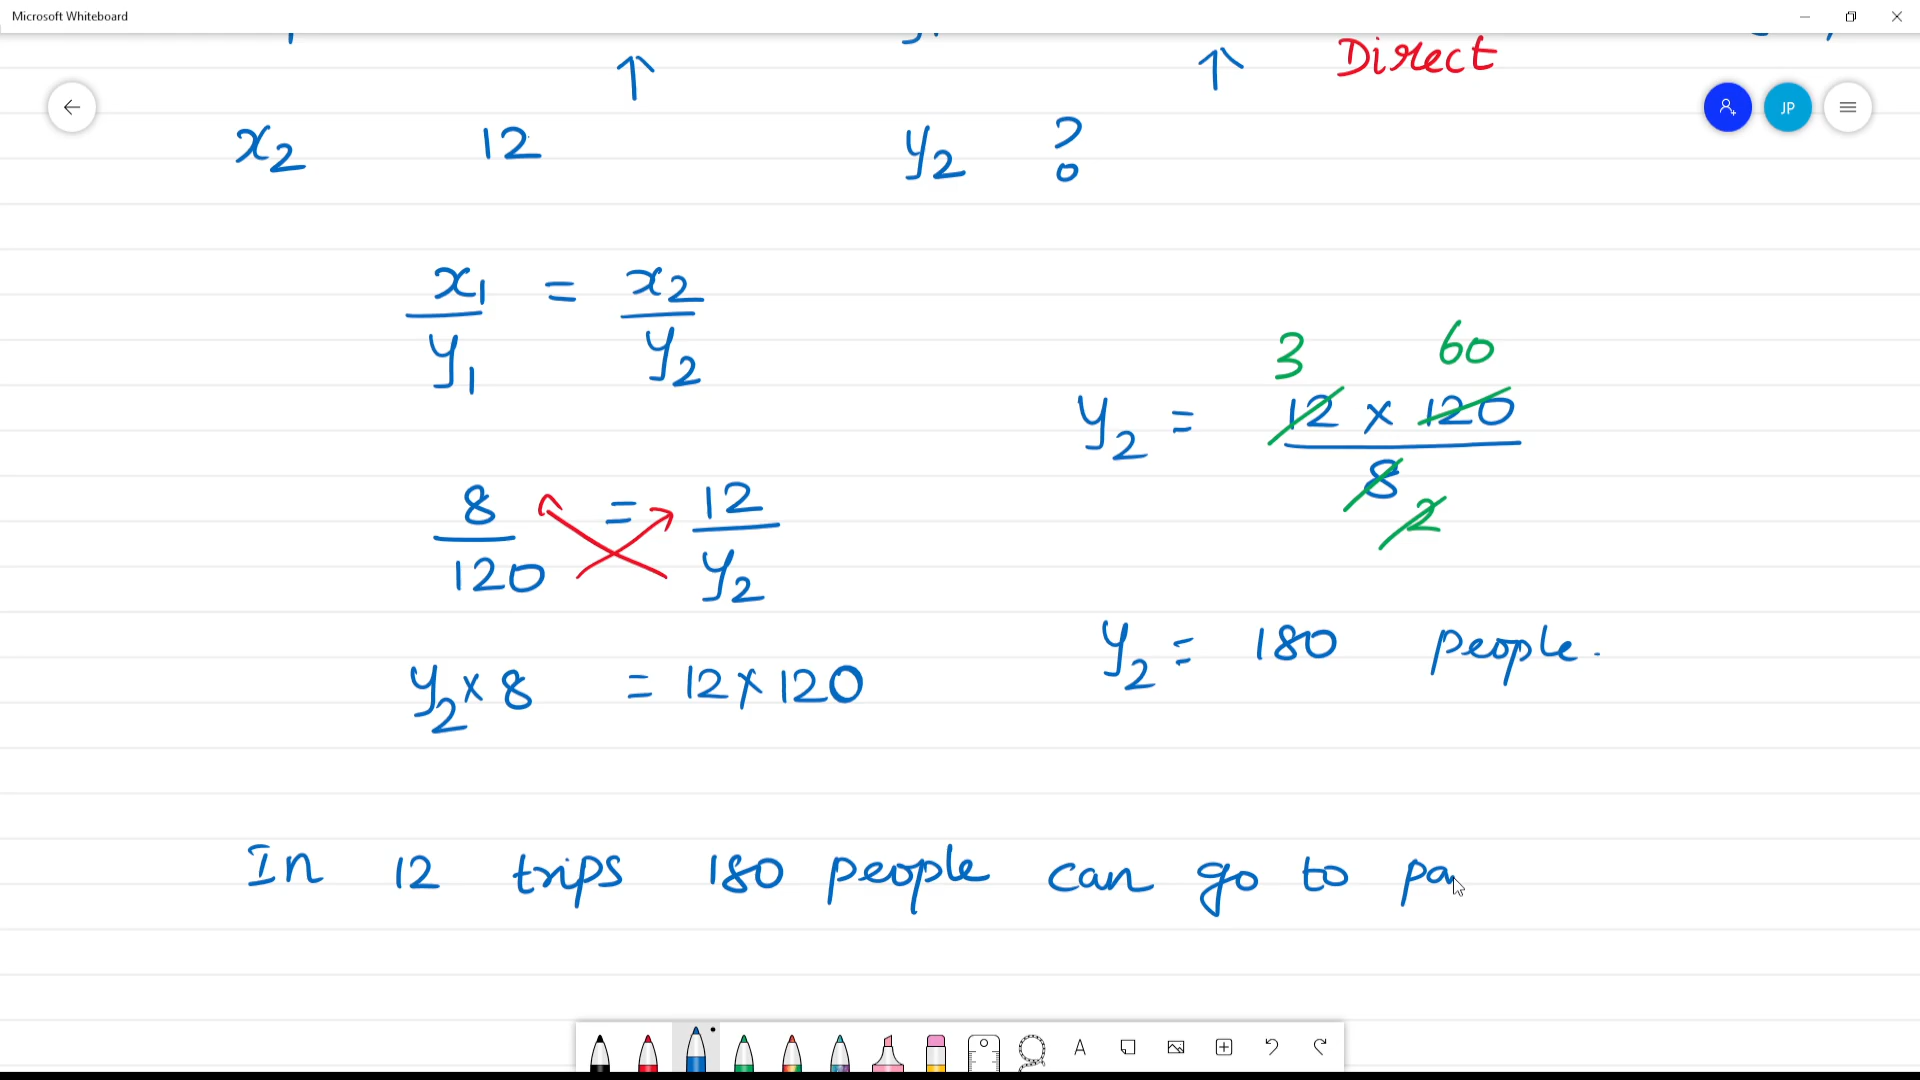 Microsoft Whiteboard
Direct
JP
x2 12 y2 ?
x1 = x2
y1 y2
3 60
y2 = 12 x 120
8
2
8 = 12
120 y2
y2 = 180 people.
y2 x 8 = 12 x 120
In 12 trips 180 people can go to pa
A